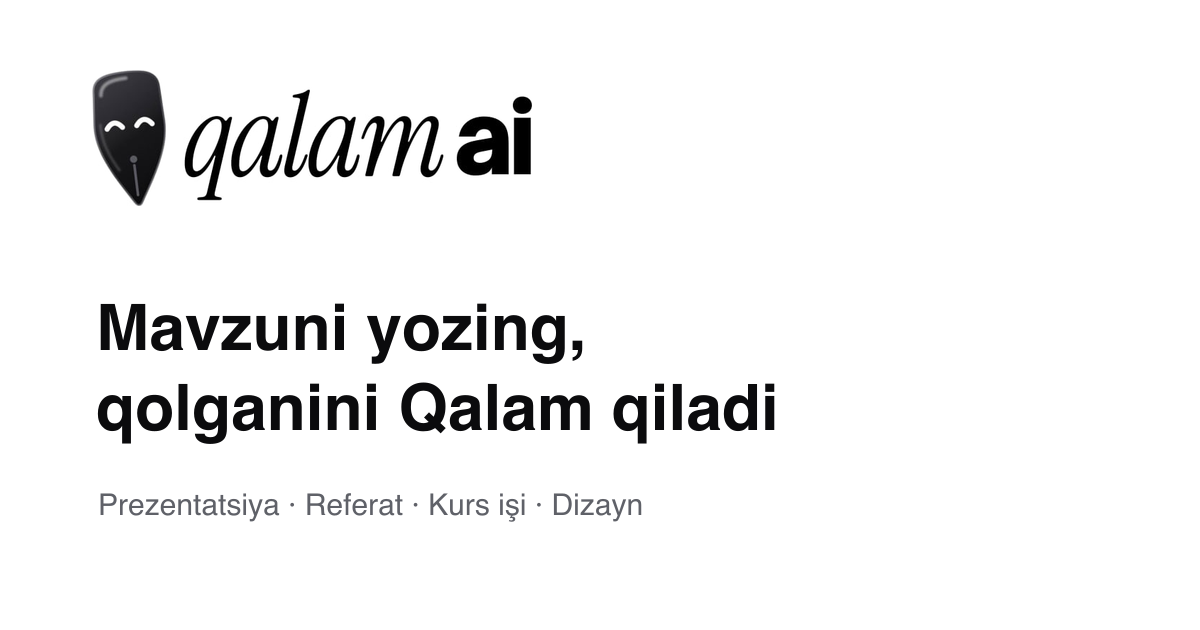 qalam ai
Mavzuni yozing,
qolganini Qalam qiladi
Prezentatsiya · Referat · Kurs işi · Dizayn